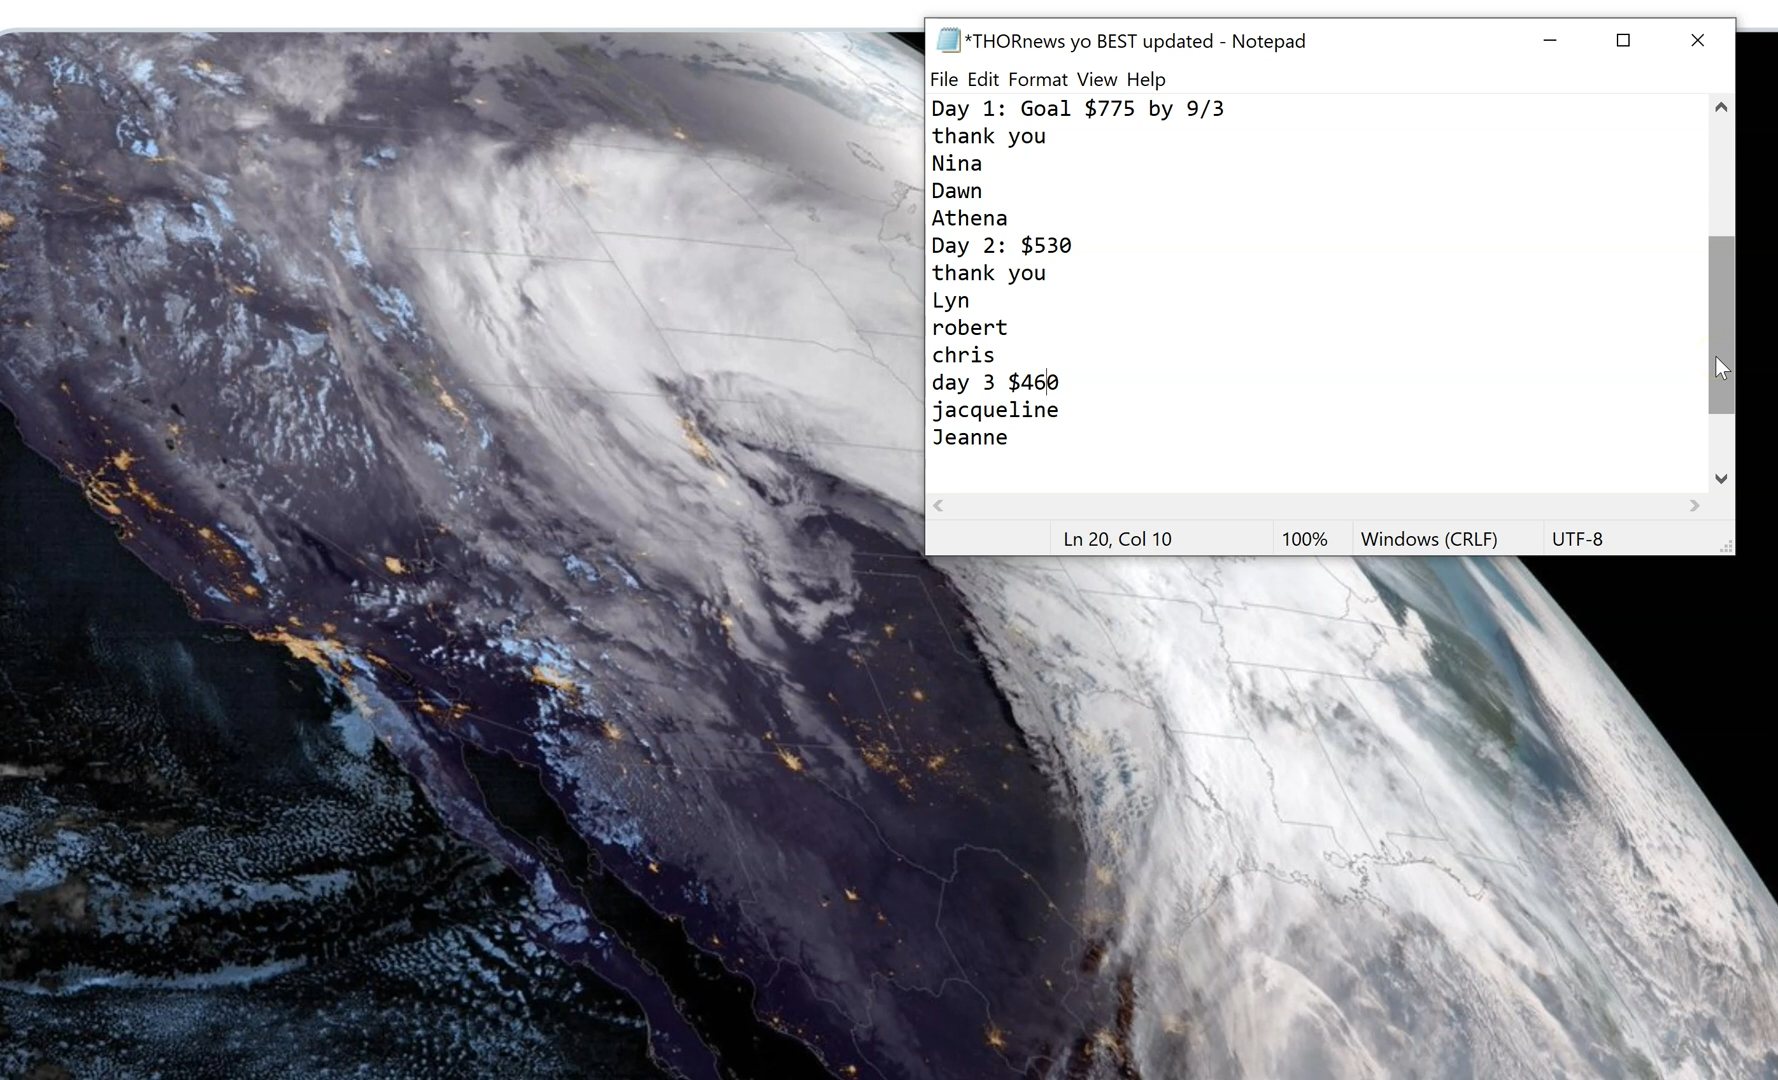 *THORnews yo BEST updated - Notepad
File Edit Format View Help
Day 1: Goal $775 by 9/3
thank you
Nina
Dawn
Athena
Day 2: $530
thank you
Lyn
robert
chris
day 3 $460
jacqueline
Jeanne
Ln 20, Col 10 100% Windows (CRLF) UTF-8